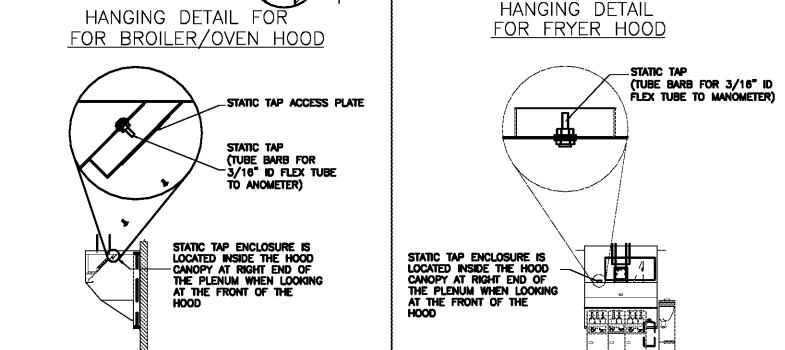 HANGING DETAIL FOR
FOR BROILER/OVEN HOOD
STATIC TAP ACCESS PLATE
STATIC TAP
(TUBE BARB FOR
3/16" ID FLEX TUBE
TO ANOMETER)
1
1
STATIC TAP ENCLOSURE IS
LOCATED INSIDE THE HOOD
CANOPY AT RIGHT END OF
THE PLENUM WHEN LOOKING
AT THE FRONT OF THE
HOOD
HANGING DETAIL
FOR FRYER HOOD
STATIC TAP
(TUBE BARB FOR 3/16" ID
FLEX TUBE TO MANOMETER)
STATIC TAP ENCLOSURE IS
LOCATED INSIDE THE HOOD
CANOPY AT RIGHT END OF
THE PLENUM WHEN LOOKING
AT THE FRONT OF THE
HOOD